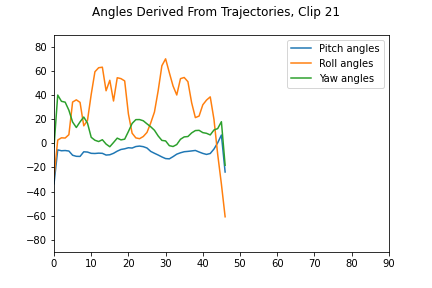 Angles Derived From Trajectories, Clip 21
Pitch angles
Roll angles
Yaw angles
80
60
40
20
0
−20
−40
−60
−80
0 10 20 30 40 50 60 70 80 90